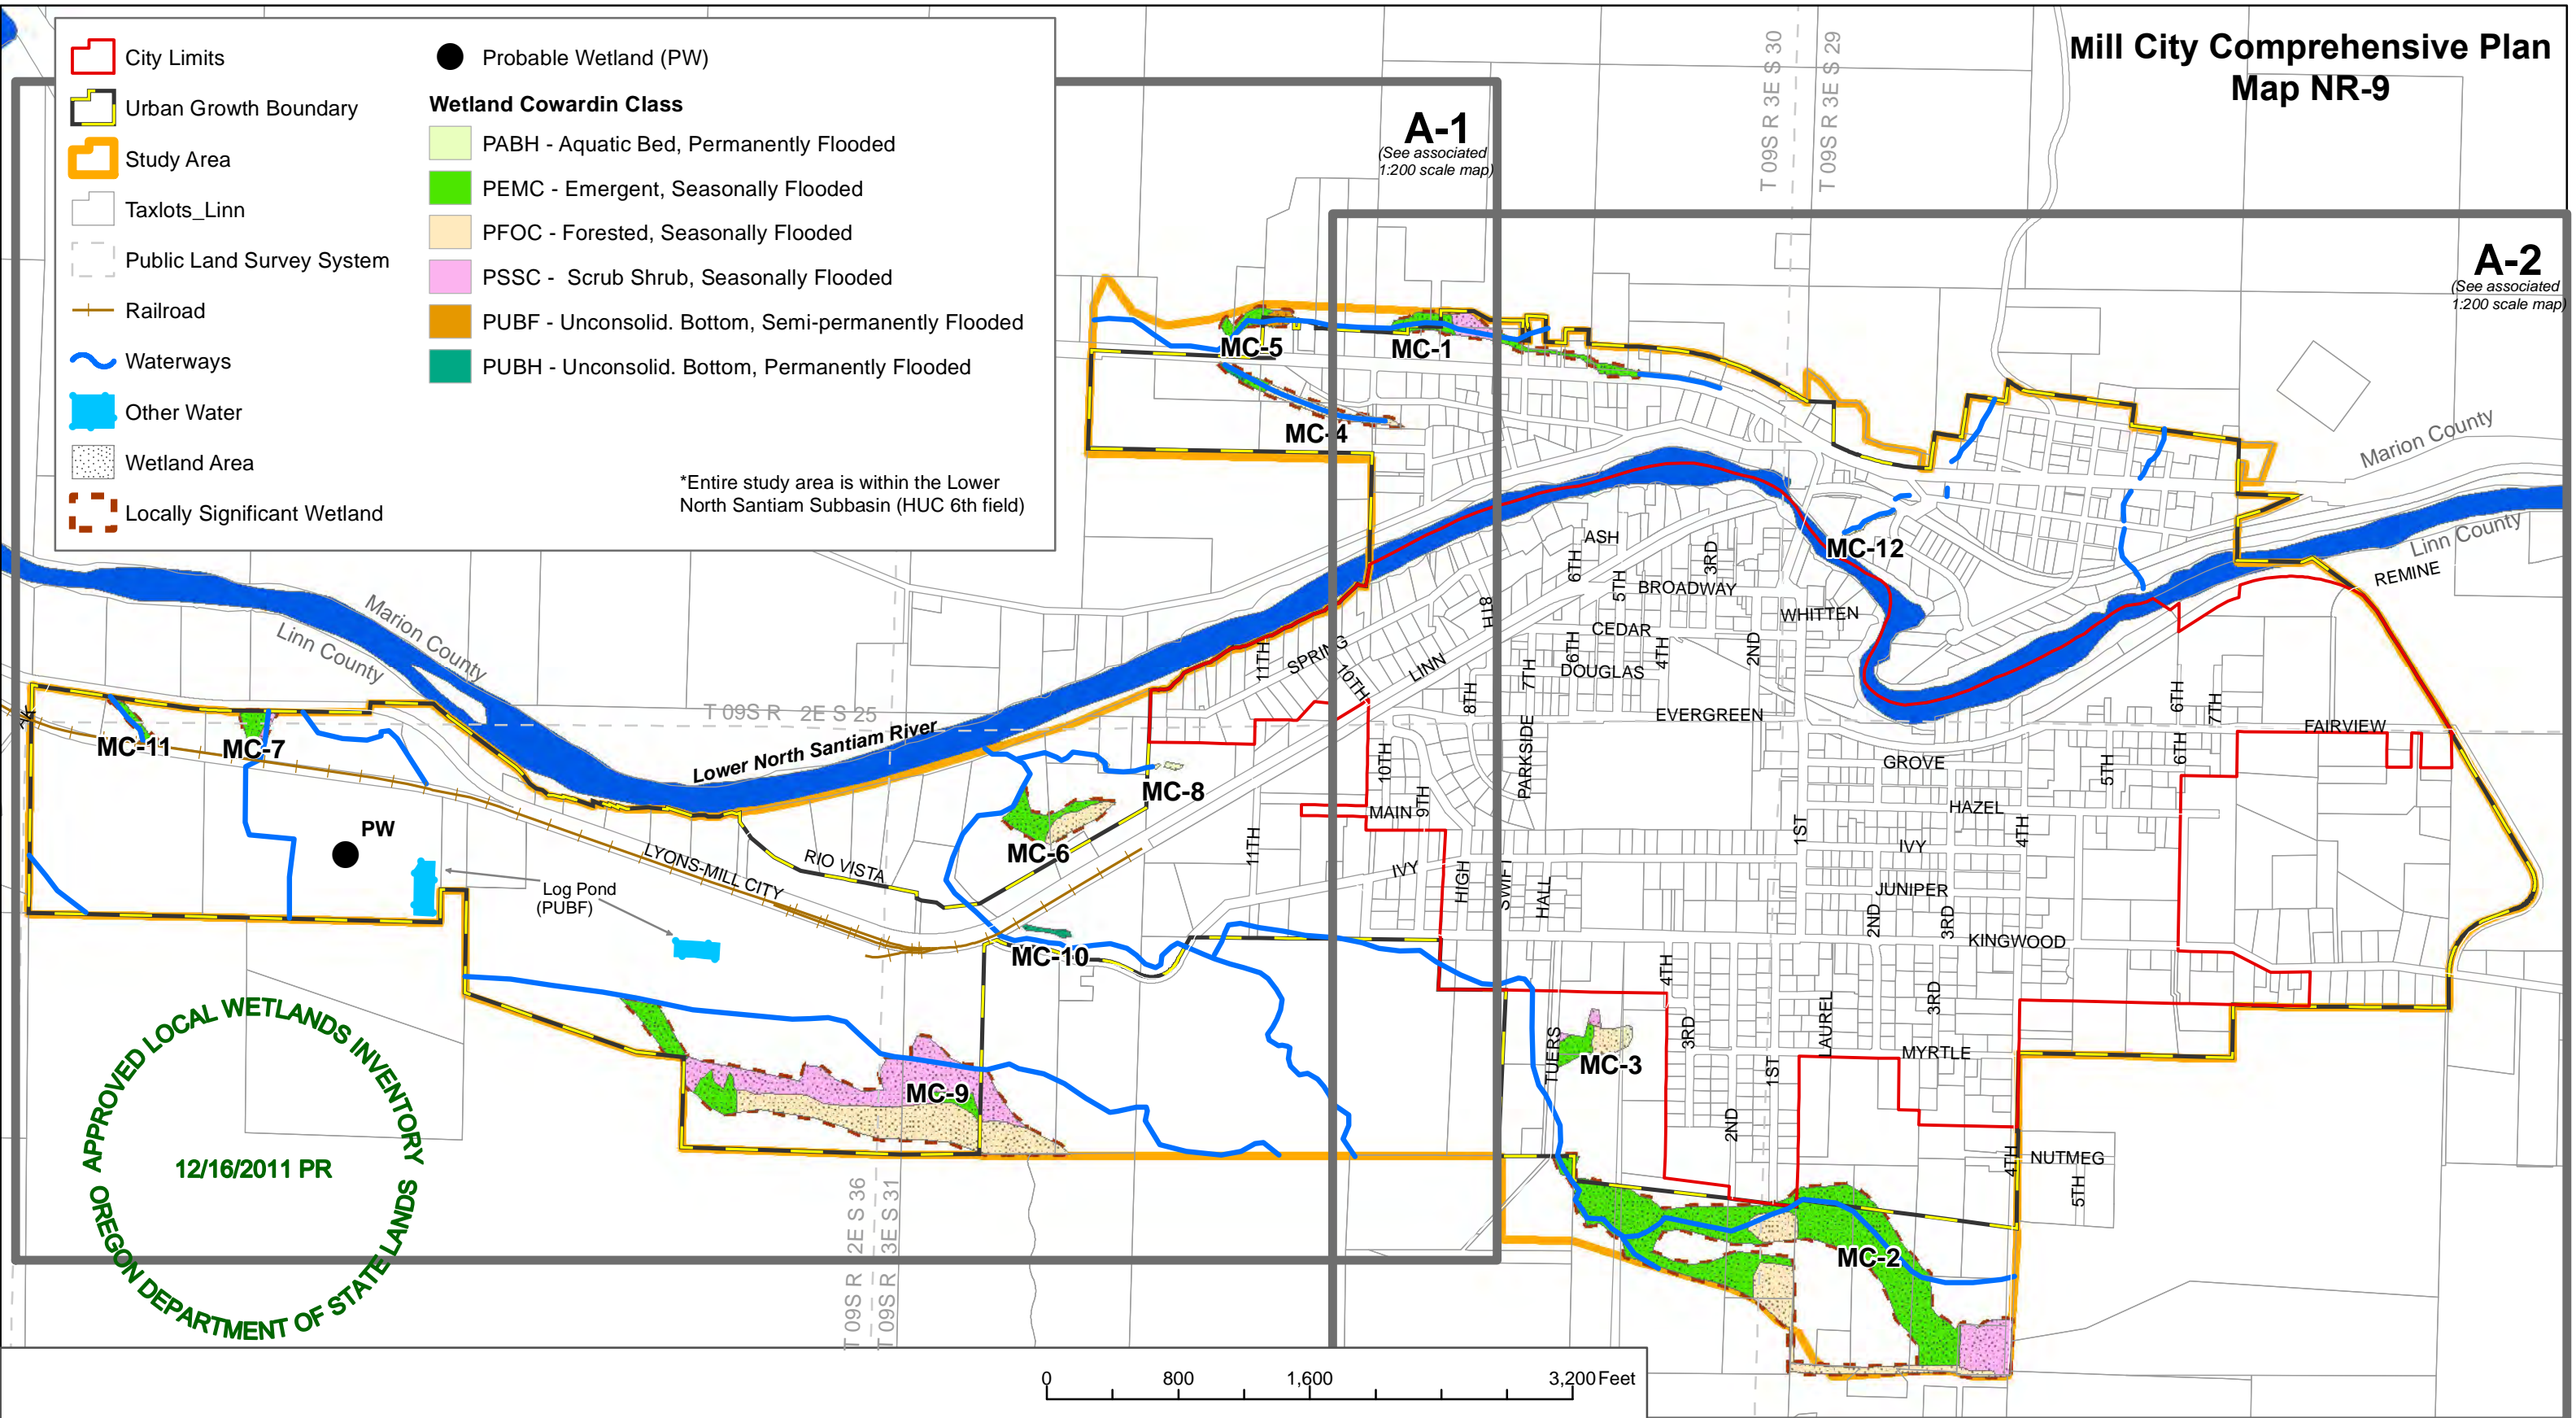 Mill City Comprehensive Plan
Map NR-9
City Limits
Urban Growth Boundary
Study Area
Taxlots_Linn
Public Land Survey System
Railroad
Waterways
Other Water
Wetland Area
Locally Significant Wetland
Probable Wetland (PW)
Wetland Cowardin Class
PABH - Aquatic Bed, Permanently Flooded
PEMC - Emergent, Seasonally Flooded
PFOC - Forested, Seasonally Flooded
PSSC - Scrub Shrub, Seasonally Flooded
PUBF - Unconsolid. Bottom, Semi-permanently Flooded
PUBH - Unconsolid. Bottom, Permanently Flooded
*Entire study area is within the Lower
North Santiam Subbasin (HUC 6th field)
A-1
(See associated
1:200 scale map)
T 09S R 3E S 30
T 09S R 3E S 29
A-2
(See associated
1:200 scale map)
MC-5
MC-1
MC-4
Marion County
Linn County
REMINE
MC-12
ASH
6TH
5TH
3RD
BROADWAY
WHITTEN
8TH
CEDAR
6TH
4TH
2ND
DOUGLAS
7TH
11TH
SPRING
10TH
LINN
8TH
EVERGREEN
PARKSIDE
6TH
7TH
FAIRVIEW
Marion County
Linn County
T 09S R 2E S 25
Lower North Santiam River
MC-11
MC-7
MC-8
10TH
GROVE
5TH
6TH
MAIN
9TH
HAZEL
1ST
4TH
PW
MC-6
11TH
IVY
LYONS-MILL CITY
RIO VISTA
IVY
HIGH
SWIFT
HALL
JUNIPER
2ND
3RD
KINGWOOD
Log Pond
(PUBF)
MC-10
4TH
3RD
LAUREL
3RD
MYRTLE
TUERS
MC-3
1ST
2ND
MC-9
4TH
NUTMEG
5TH
MC-2
APPROVED LOCAL WETLANDS INVENTORY
12/16/2011 PR
OREGON DEPARTMENT OF STATE LANDS
T 09S R 2E S 36
T 09S R 3E S 31
0 800 1,600 3,200 Feet